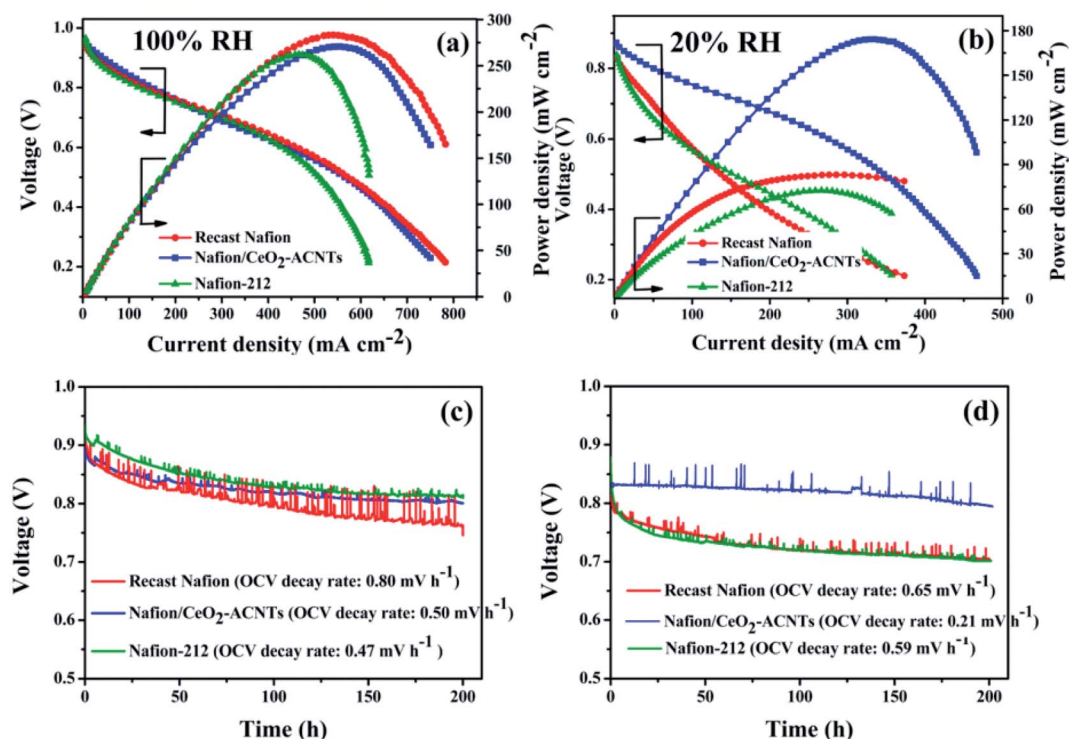 100% RH
(a)
1.0
0.8
0.6
0.4
0.2
Voltage (V)
300
250
200
150
100
50
0
Power density (mW cm-2)
Recast Nafion
Nafion/CeO2-ACNTs
Nafion-212
0 100 200 300 400 500 600 700 800
Current density (mA cm-2)
20% RH
(b)
0.8
0.6
0.4
0.2
Voltage (V)
180
150
120
90
60
30
0
Power density (mW cm-2)
Recast Nafion
Nafion/CeO2-ACNTs
Nafion-212
0 100 200 300 400 500
Current desity (mA cm-2)
(c)
1.0
0.9
0.8
0.7
0.6
0.5
Voltage (V)
Recast Nafion (OCV decay rate: 0.80 mV h-1)
Nafion/CeO2-ACNTs (OCV decay rate: 0.50 mV h-1)
Nafion-212 (OCV decay rate: 0.47 mV h-1)
0 50 100 150 200
Time (h)
(d)
1.0
0.9
0.8
0.7
0.6
0.5
Voltage (V)
Recast Nafion (OCV decay rate: 0.65 mV h-1)
Nafion/CeO2-ACNTs (OCV decay rate: 0.21 mV h-1)
Nafion-212 (OCV decay rate: 0.59 mV h-1)
0 50 100 150 200
Time (h)